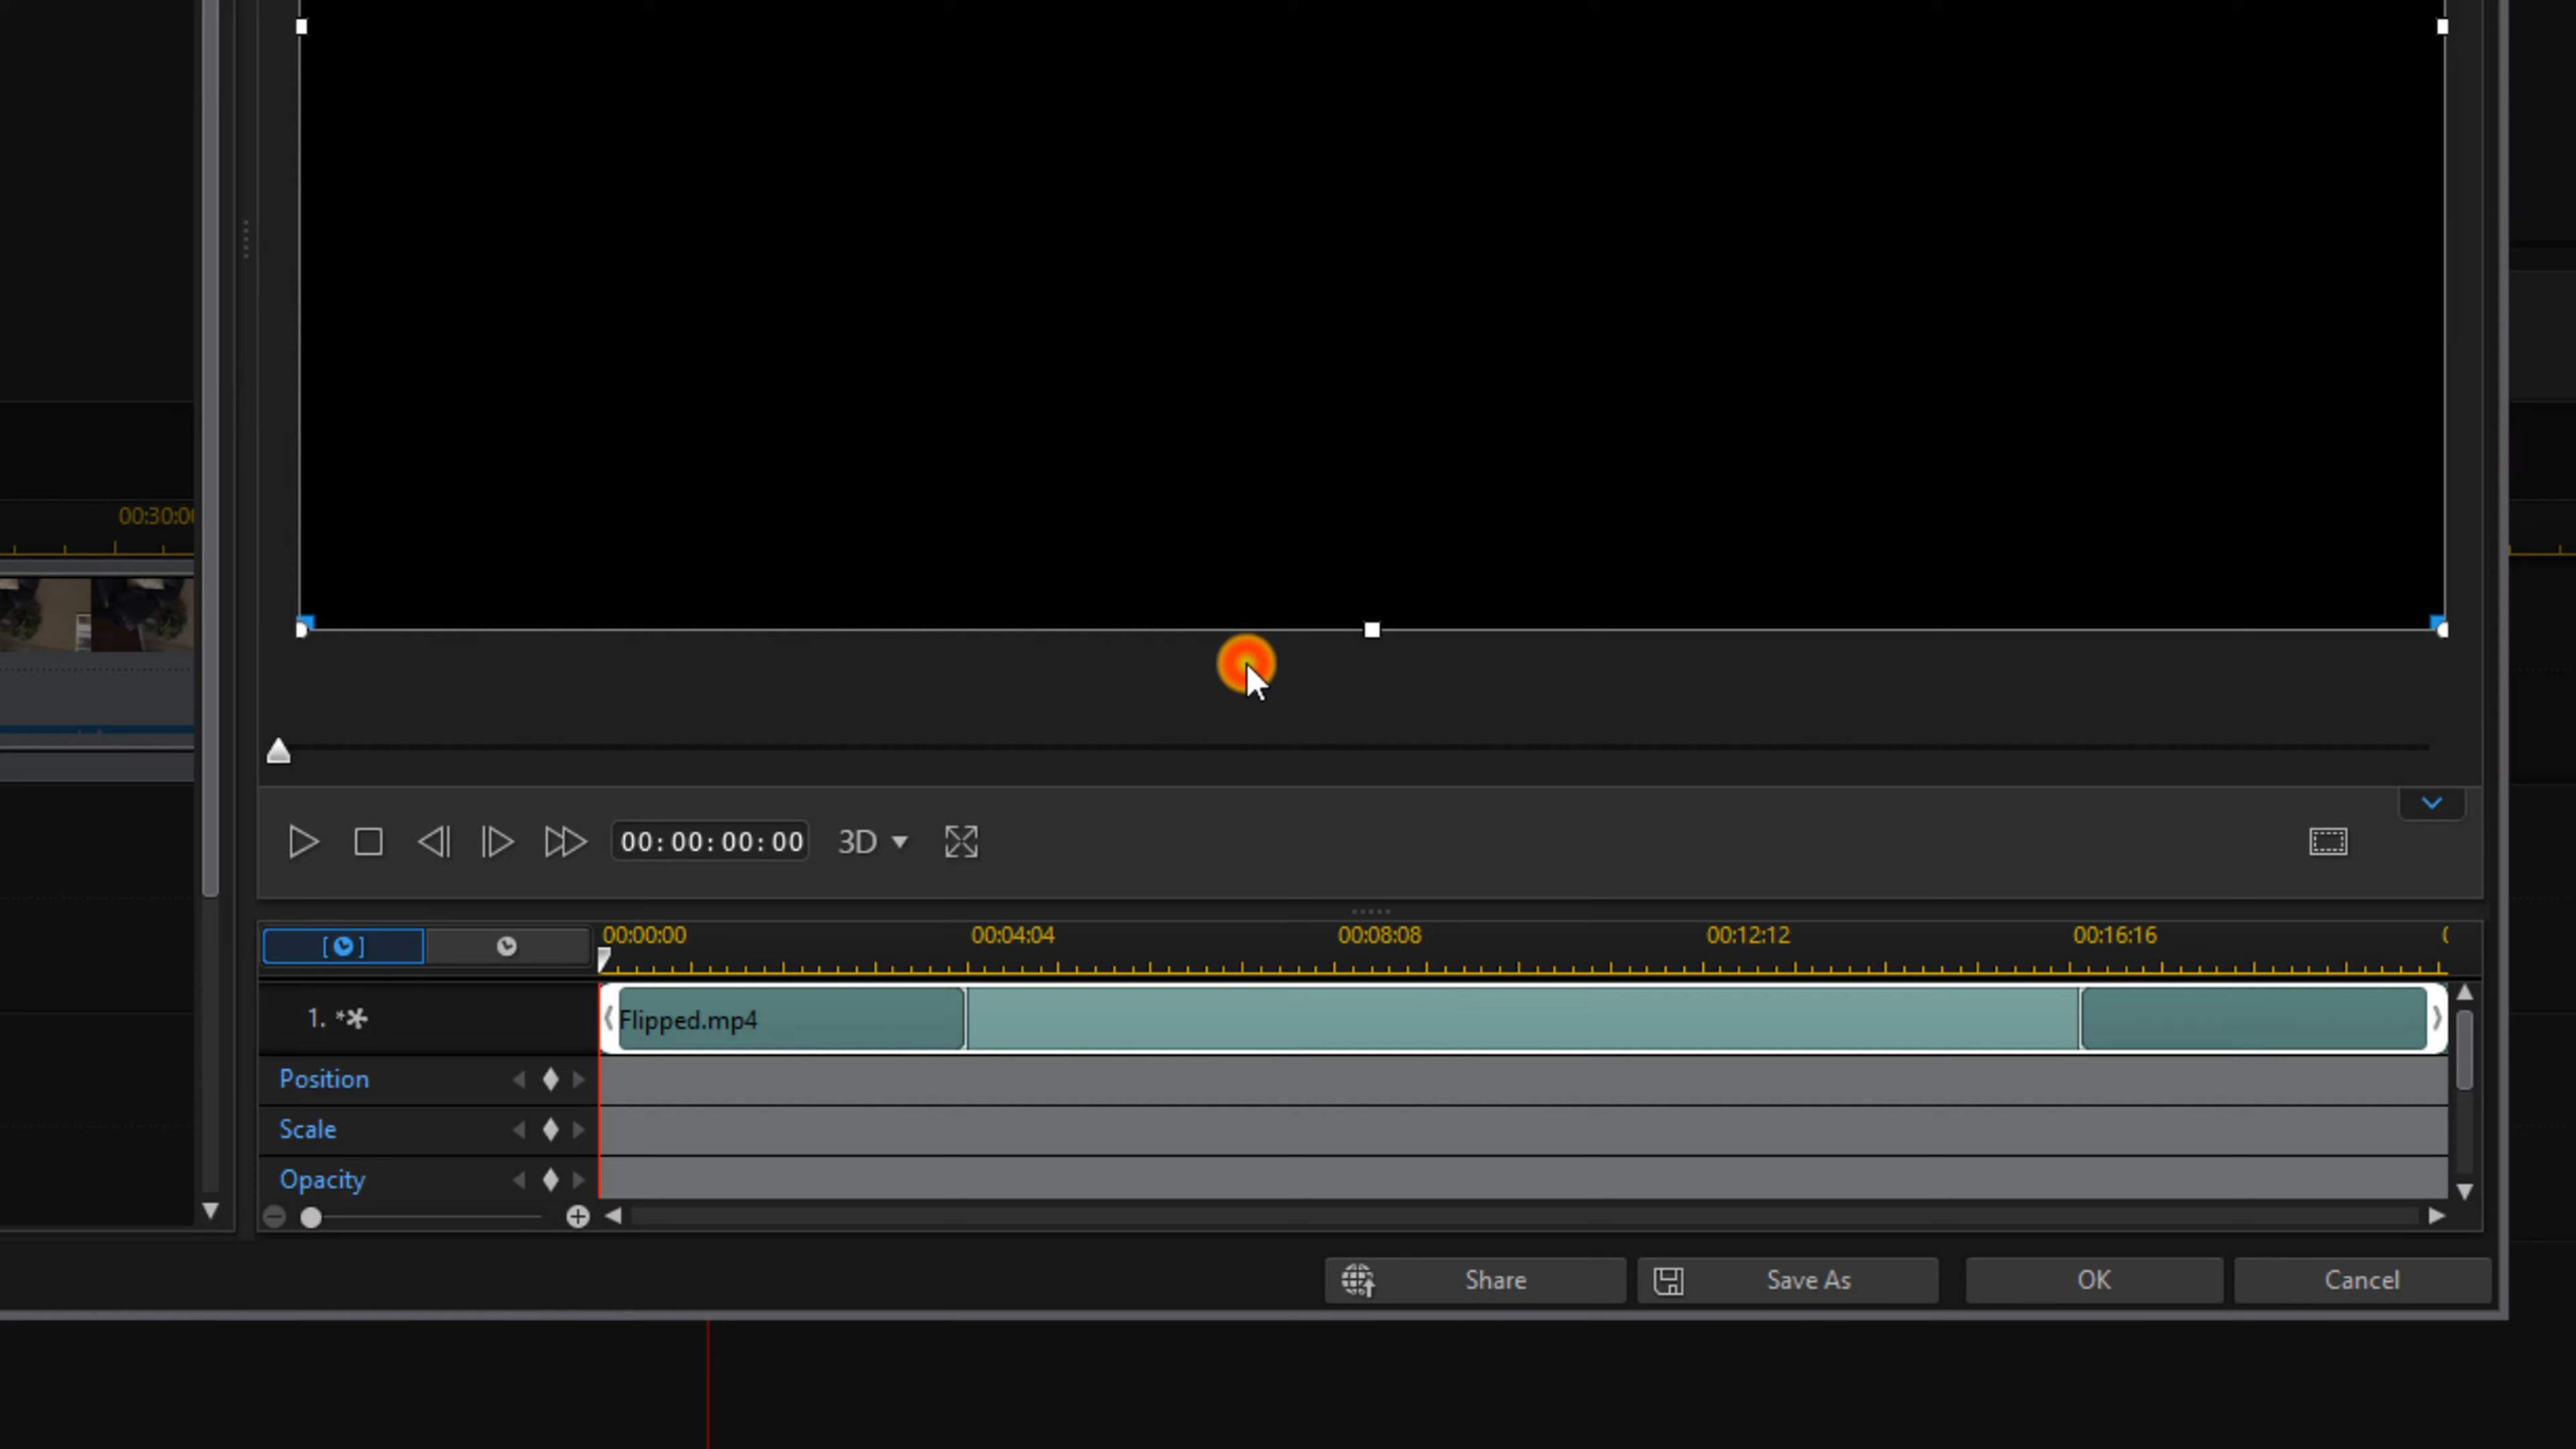 00:30:00
00:00:00:00
3D
00:00:00
00:04:04
00:08:08
00:12:12
00:16:16
1. **
Flipped.mp4
Position
Scale
Opacity
Share
Save As
OK
Cancel